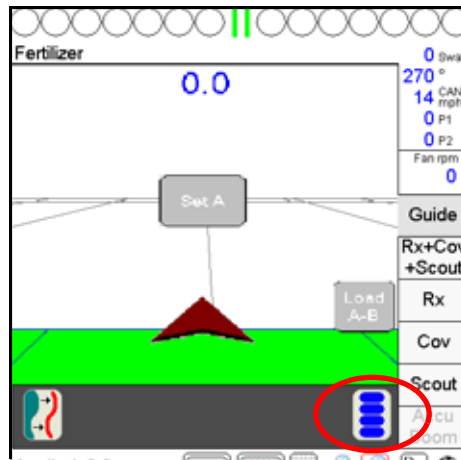 Fertilizer
0.0
0 Swa
270 °
14 CAN mph
0 P1
0 P2
Fan rpm
0
Set A
Guide
Rx+Cov
+Scout
Load
A-B
Rx
Cov
Scout
Accu